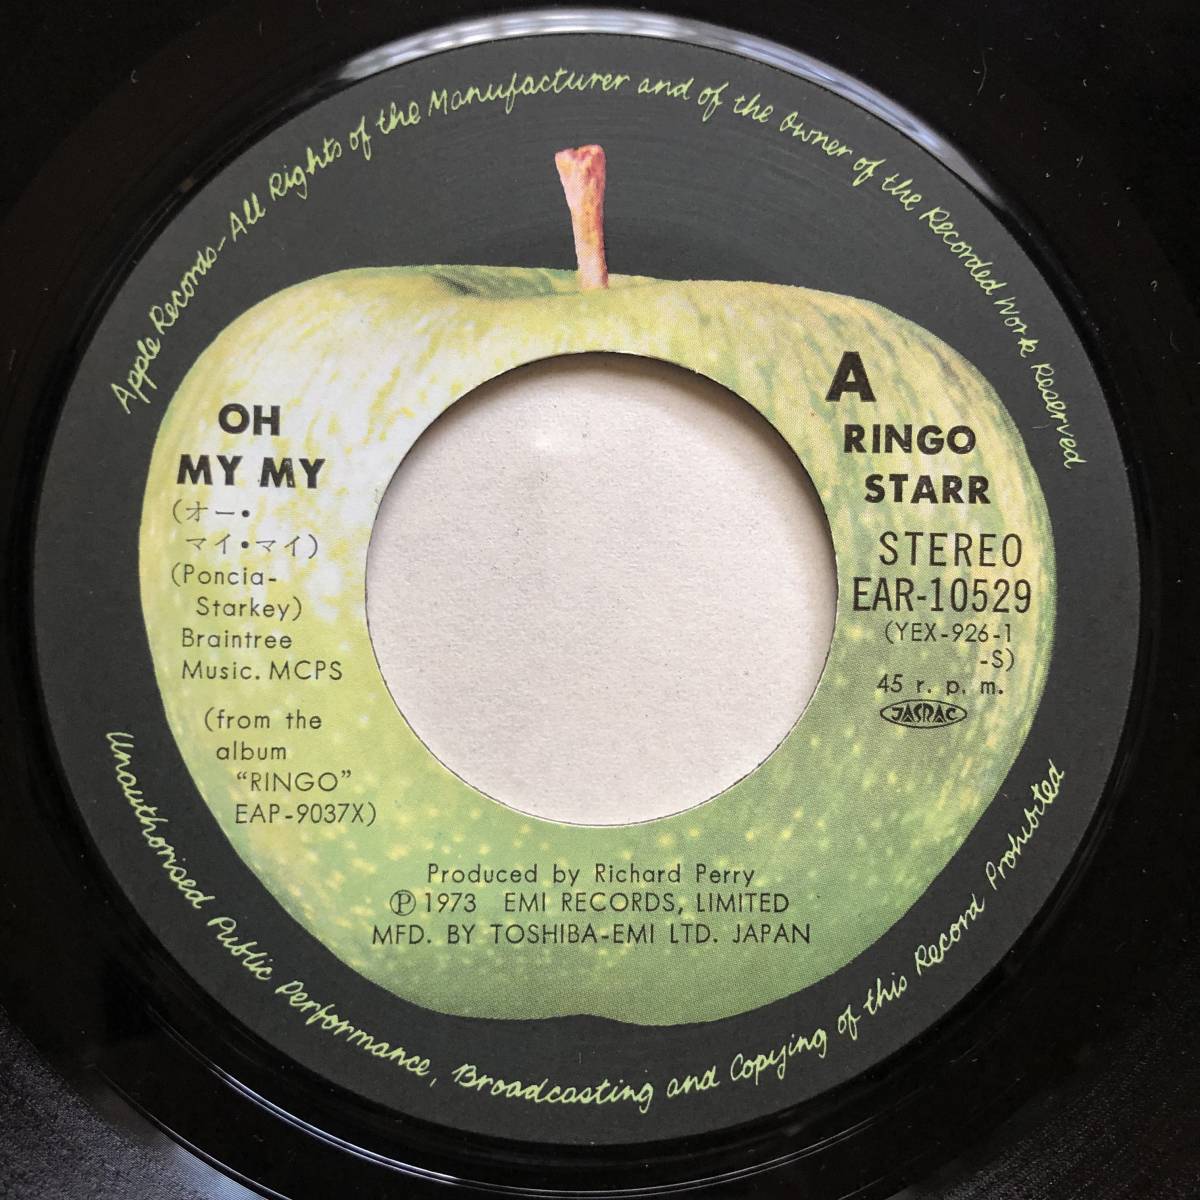 Apple Records-All Rights of the Manufacturer and of the Owner of the Recorded Work Reserved
OH
MY MY
(オー・
マイ・マイ)
(Poncia-
Starkey)
Braintree
Music. MCPS
(from the
album
“RINGO”
EAP-9037X)
A
RINGO
STARR
STEREO
EAR-10529
(YEX-926-1
-S)
45 r. p. m.
JASRAC
Produced by Richard Perry
Ⓟ 1973 EMI RECORDS, LIMITED
MFD. BY TOSHIBA-EMI LTD. JAPAN
Unauthorised Public Performance, Broadcasting and Copying of this Record Prohibited